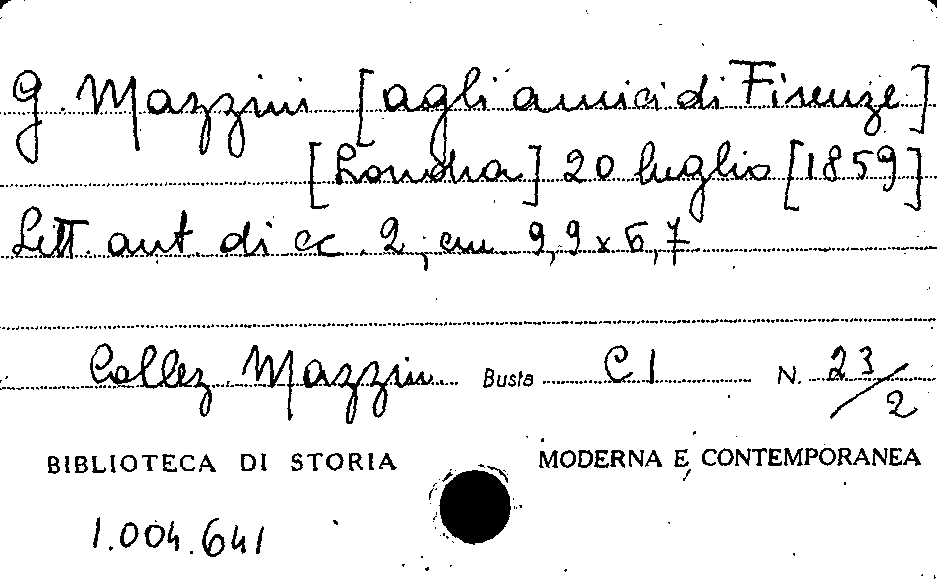 G. Mazzini [agli amici di Firenze]
[Londra] 20 luglio [1859]
Lett. aut. di cc. 2, cm. 9,9 x 6,7
Collez. Mazzini Busta C I N. 23/2
BIBLIOTECA DI STORIA MODERNA E CONTEMPORANEA
1.004.641